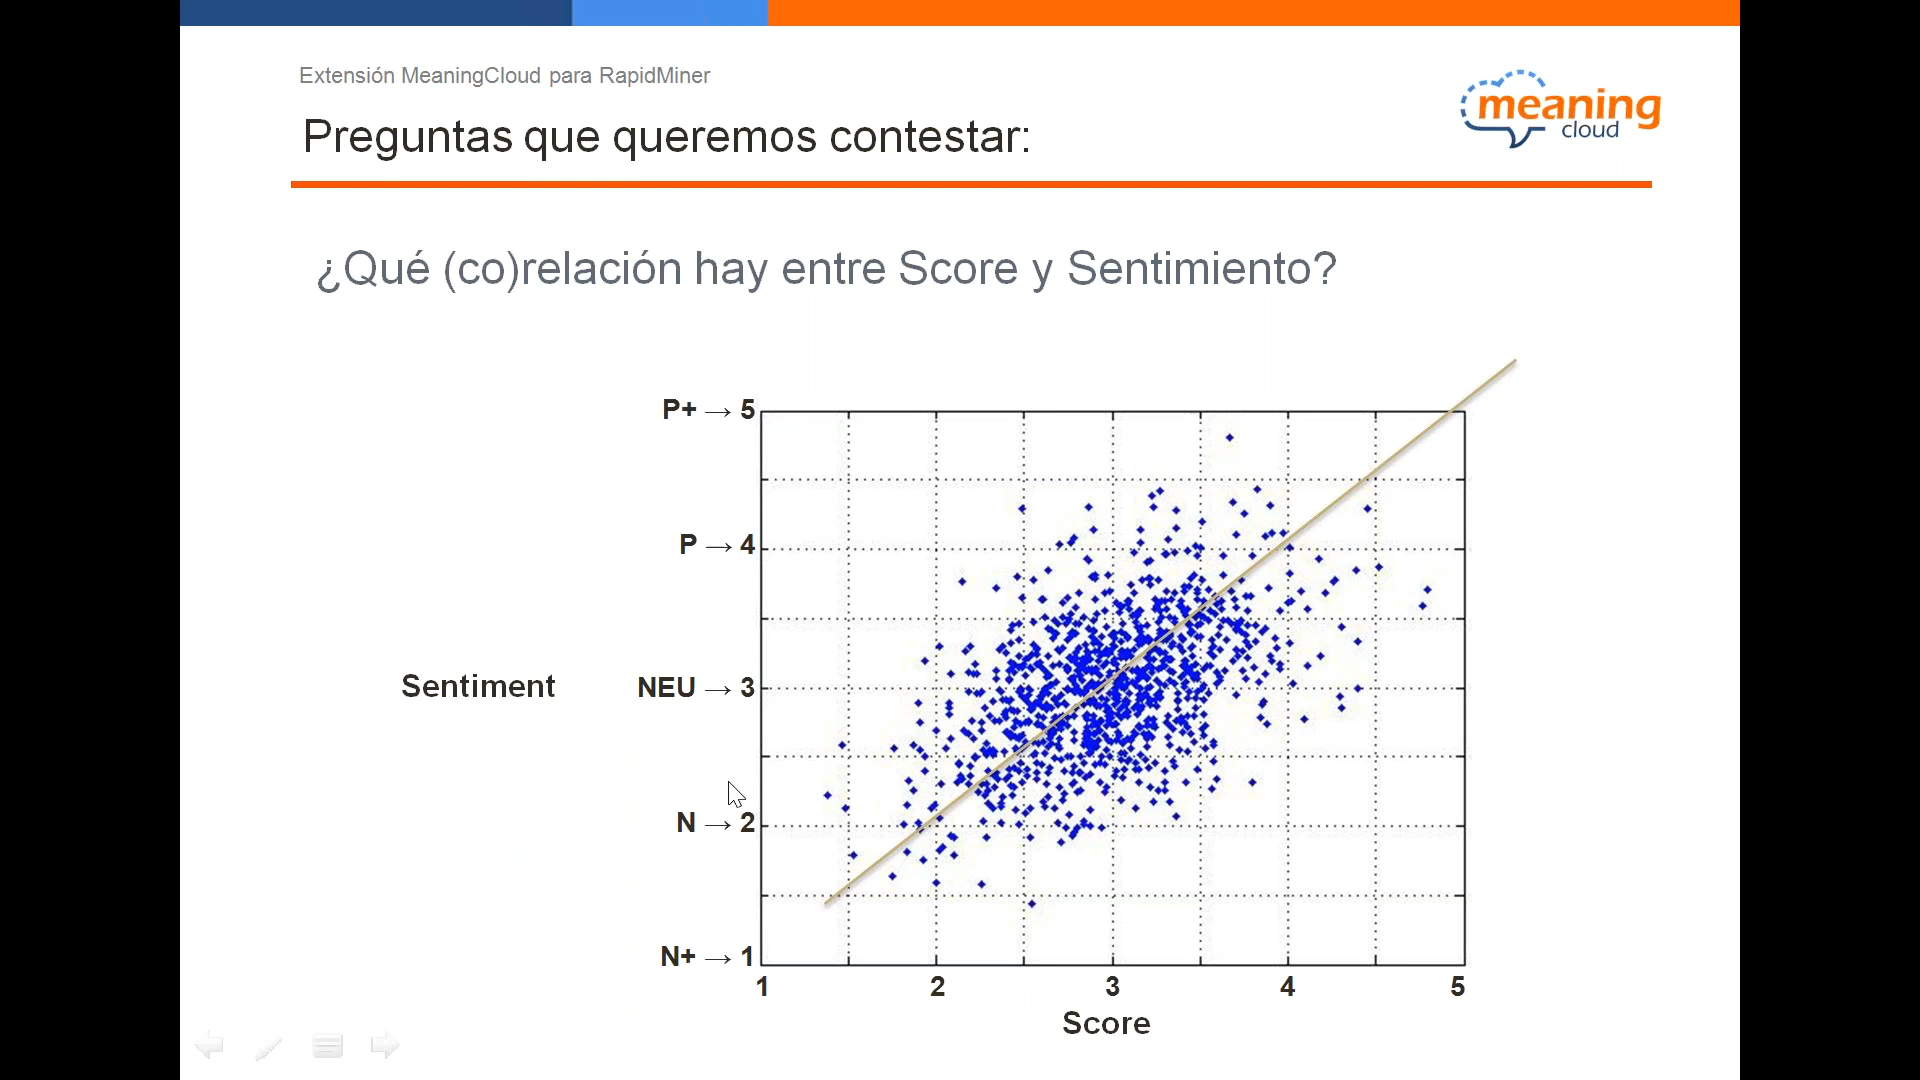 Extensión MeaningCloud para RapidMiner
Preguntas que queremos contestar:
meaning
cloud
¿Qué (co)relación hay entre Score y Sentimiento?
P+ → 5
P → 4
Sentiment
NEU → 3
N → 2
N+ → 1
1 2 3 4 5
Score